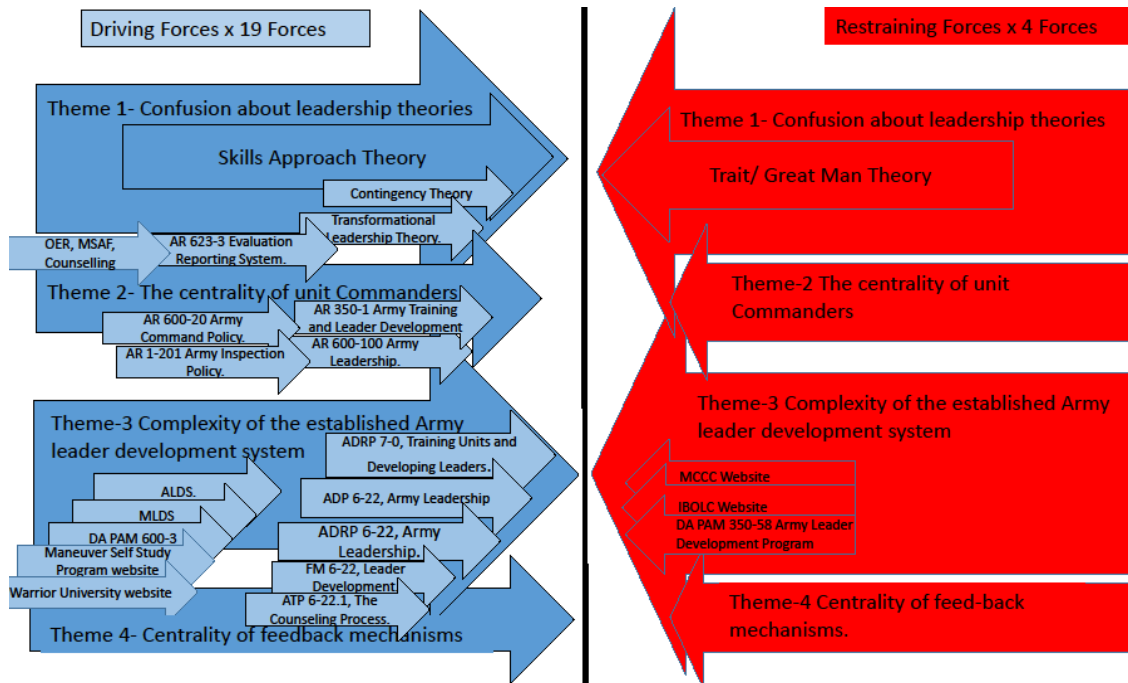 Driving Forces x 19 Forces
Theme 1- Confusion about leadership theories
Skills Approach Theory
Contingency Theory
Transformational
Leadership Theory.
OER, MSAF,
Counselling
AR 623-3 Evaluation
Reporting System.
Theme 2- The centrality of unit Commanders
AR 600-20 Army
Command Policy.
AR 350-1 Army Training
and Leader Development
AR 1-201 Army Inspection
Policy.
AR 600-100 Army
Leadership.
Theme-3 Complexity of the established Army
leader development system
ADRP 7-0, Training Units and
Developing Leaders.
ALDS.
MLDS
DA PAM 600-3
Maneuver Self Study
Program website
Warrior University website
ADP 6-22, Army Leadership
ADRP 6-22, Army
Leadership.
FM 6-22, Leader
Development.
ATP 6-22.1, The
Counseling Process.
Theme 4- Centrality of feedback mechanisms
Restraining Forces x 4 Forces
Theme 1- Confusion about leadership theories
Trait/ Great Man Theory
Theme-2 The centrality of unit
Commanders
Theme-3 Complexity of the established Army
leader development system
MCCC Website
IBOLC Website
DA PAM 350-58 Army Leader
Development Program
Theme-4 Centrality of feed-back
mechanisms.